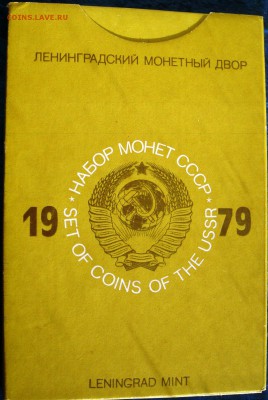 COINS.LAVE.RU
ЛЕНИНГРАДСКИЙ МОНЕТНЫЙ ДВОР
* НАБОР МОНЕТ СССР *
19 79
SET OF COINS OF THE USSR
LENINGRAD MINT